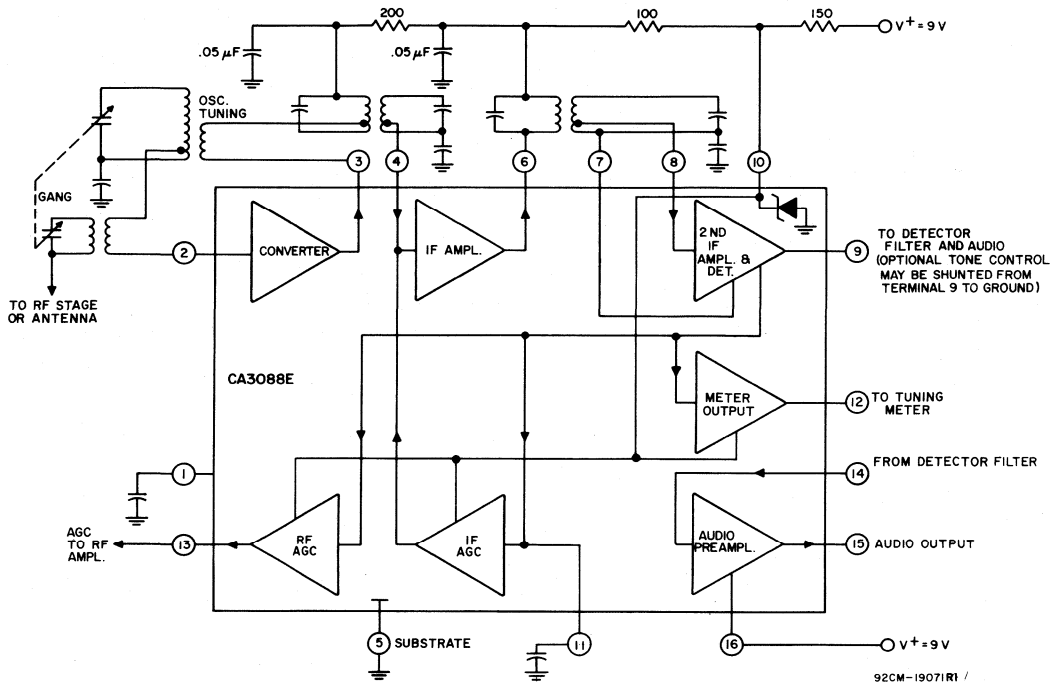 200
100
150
V+=9V
.05μF
.05μF
OSC.
TUNING
3
4
6
7
8
10
GANG
2
CONVERTER
IF AMPL.
2ND
IF
AMPL. &
DET.
9
TO DETECTOR
FILTER AND AUDIO
(OPTIONAL TONE CONTROL
MAY BE SHUNTED FROM
TERMINAL 9 TO GROUND)
TO RF STAGE
OR ANTENNA
CA3088E
METER
OUTPUT
12
TO TUNING
METER
1
14
FROM DETECTOR FILTER
AGC
TO RF
AMPL.
13
RF
AGC
IF
AGC
AUDIO
PREAMPL.
15
AUDIO OUTPUT
5
SUBSTRATE
11
16
V+=9V
92CM-19071R1